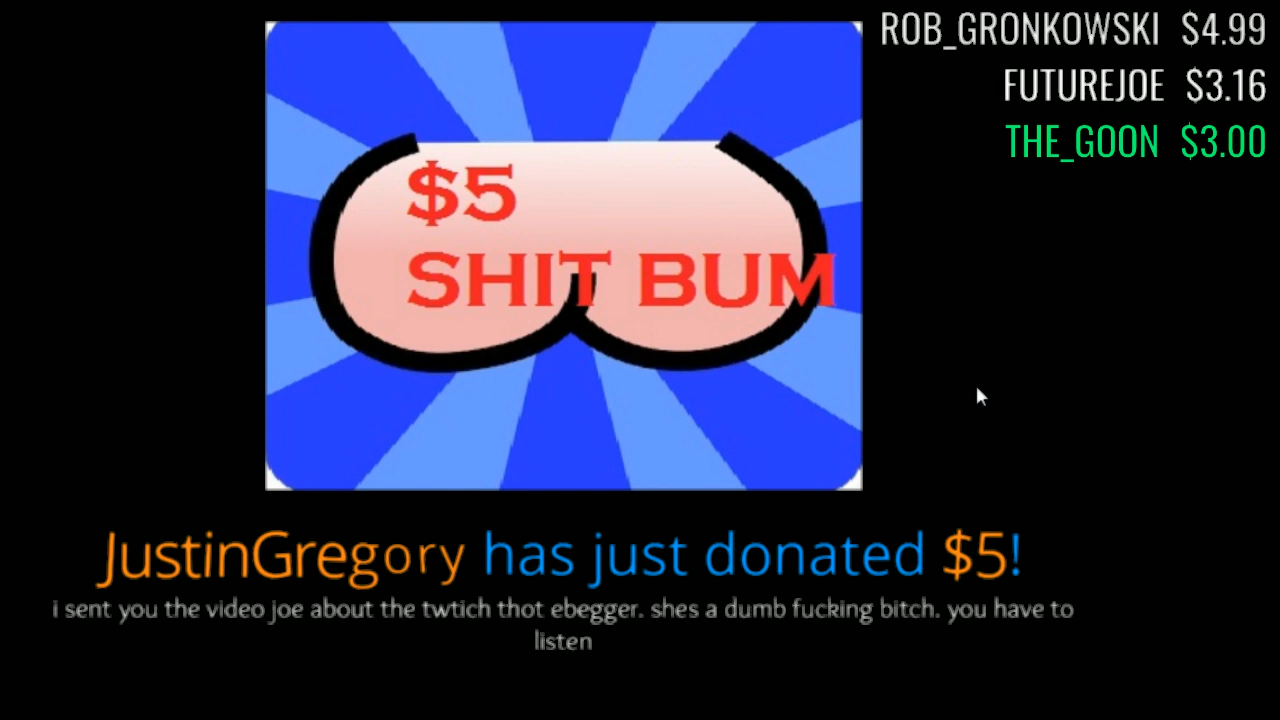 ROB_GRONKOWSKI $4.99
FUTUREJOE $3.16
THE_GOON $3.00
$5
SHIT BUM
JustinGregory has just donated $5!
i sent you the video joe about the twtich thot ebegger. shes a dumb fucking bitch. you have to
listen